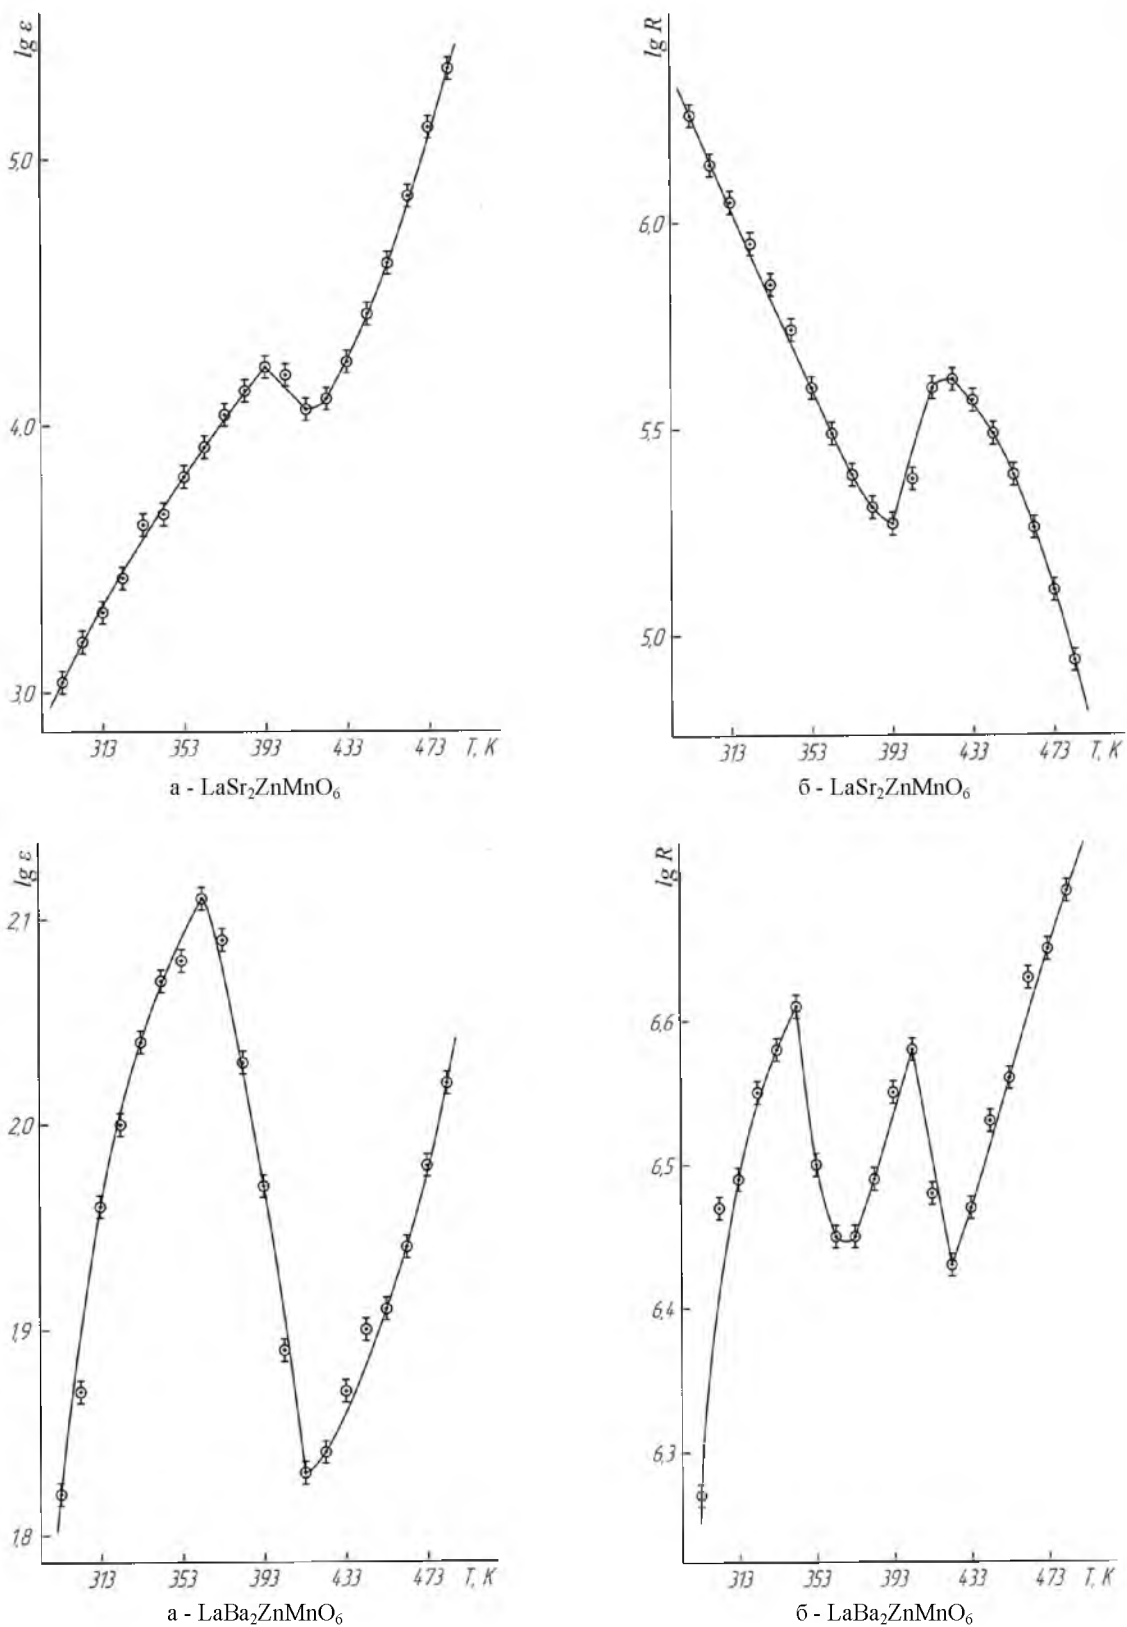 lg ε
5,0
4,0
3,0
313 353 393 433 473 T, K
а - LaSr₂ZnMnO₆
lg R
6,0
5,5
5,0
313 353 393 433 473 T, K
б - LaSr₂ZnMnO₆
lg ε
2,1
2,0
1,9
1,8
313 353 393 433 473 T, K
а - LaBa₂ZnMnO₆
lg R
6,6
6,5
6,4
6,3
313 353 393 433 473 T, K
б - LaBa₂ZnMnO₆